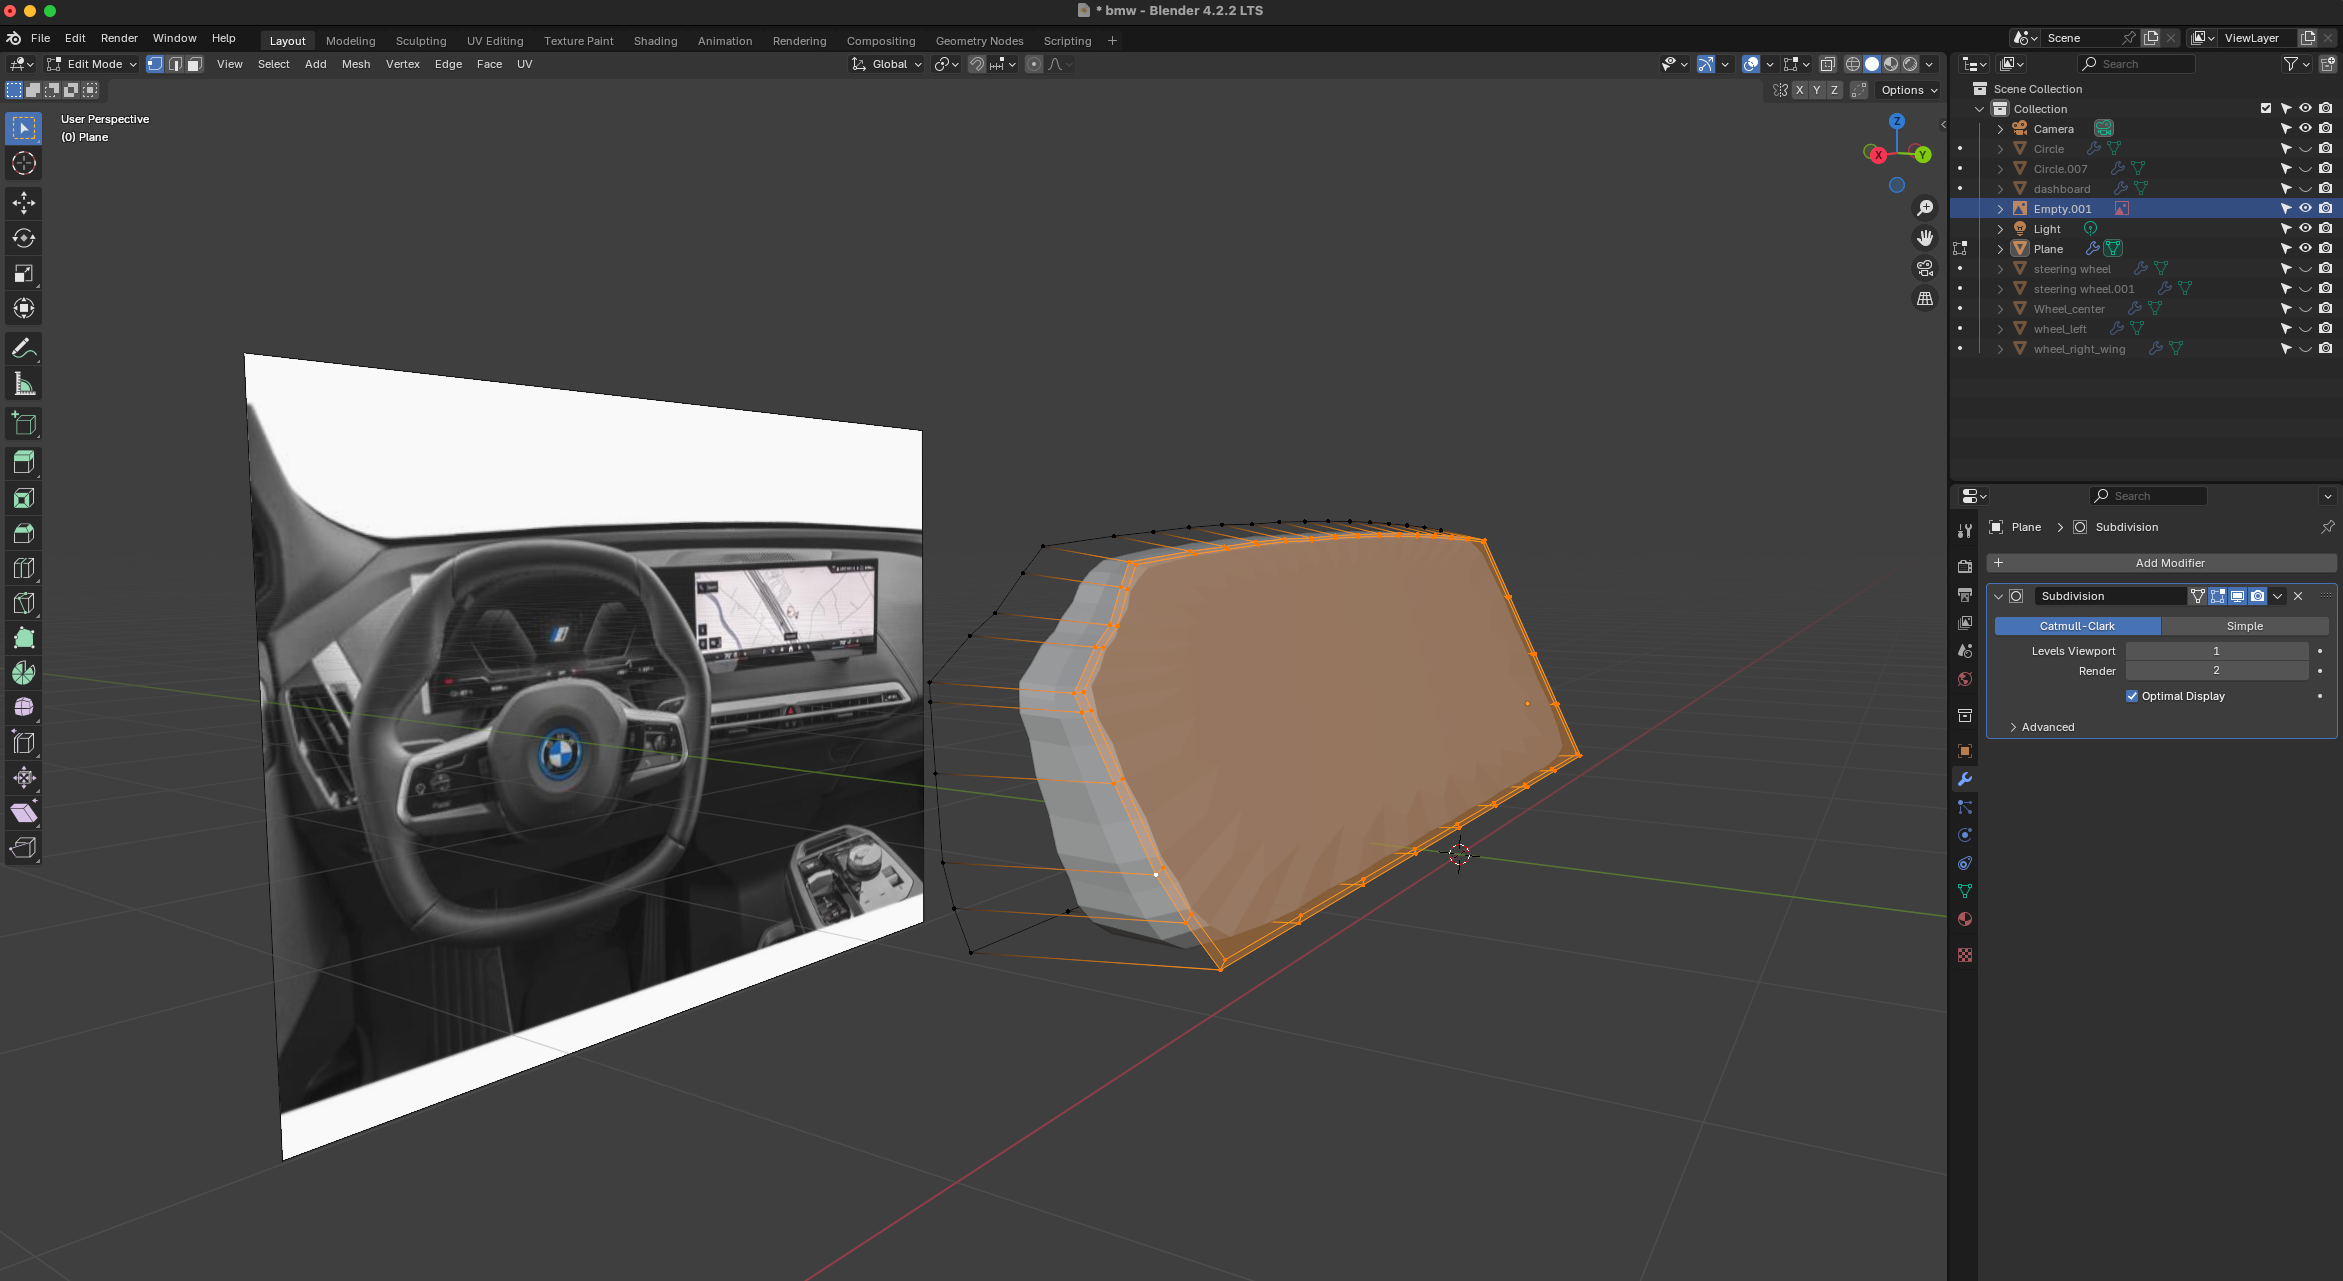 * bmw - Blender 4.2.2 LTS
File Edit Render Window Help
Layout Modeling Sculpting UV Editing Texture Paint Shading Animation Rendering Compositing Geometry Nodes Scripting +
Scene
ViewLayer
Edit Mode View Select Add Mesh Vertex Edge Face UV
Global
Search
X Y Z Options
User Perspective
(0) Plane
Z
X
Y
Scene Collection
Collection
Camera
Circle
Circle.007
dashboard
Empty.001
Light
Plane
steering wheel
steering wheel.001
Wheel_center
wheel_left
wheel_right_wing
Search
Plane > Subdivision
+ Add Modifier
Subdivision
Catmull-Clark Simple
Levels Viewport 1
Render 2
Optimal Display
Advanced